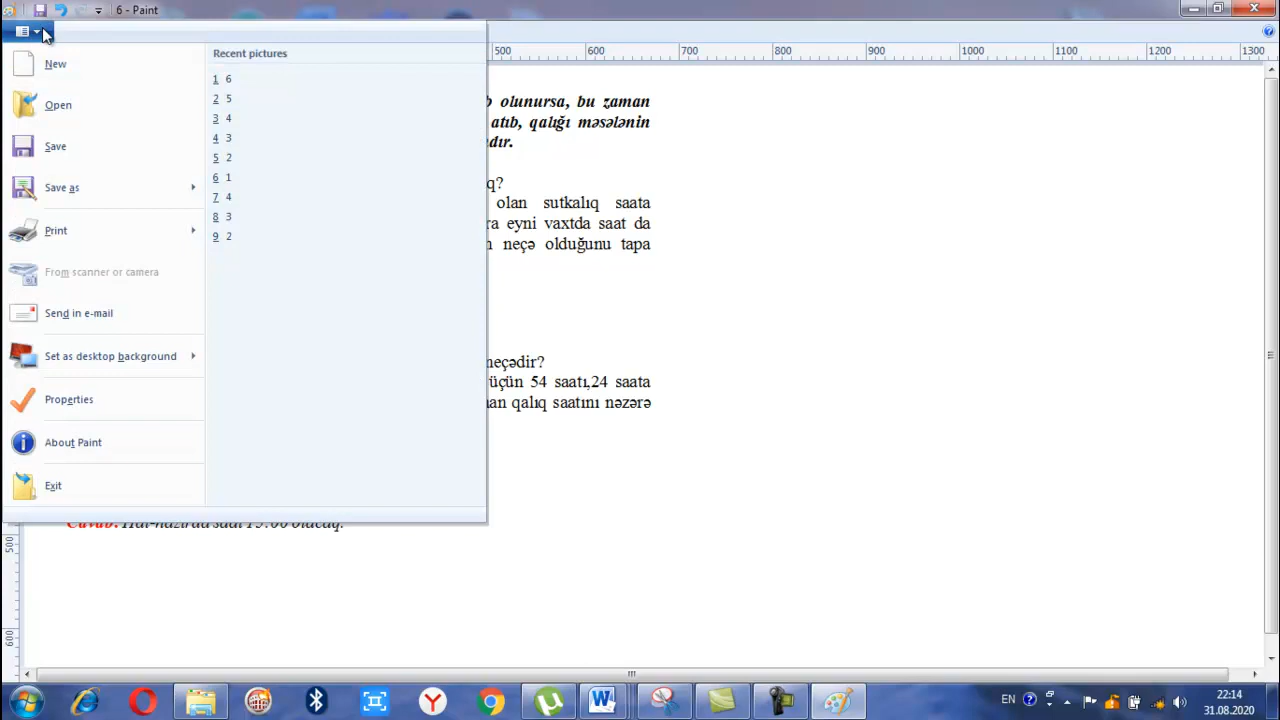 6 - Paint
New
Open
Save
Save as
Print
From scanner or camera
Send in e-mail
Set as desktop background
Properties
About Paint
Exit
Recent pictures
1 6
2 5
3 4
4 3
5 2
6 1
7 4
8 3
9 2
500 600 700 800 900 1000 1100 1200 1300
olunursa, bu zaman
atıb, qalığı məsələnin
olan sutkalıq saata
eyni vaxtda saat da
neçə olduğunu tapa
neçədir?
üçün 54 saatı,24 saata
qalıq saatını nəzərə
olacaq.
500
600
EN
22:14
31.08.2020